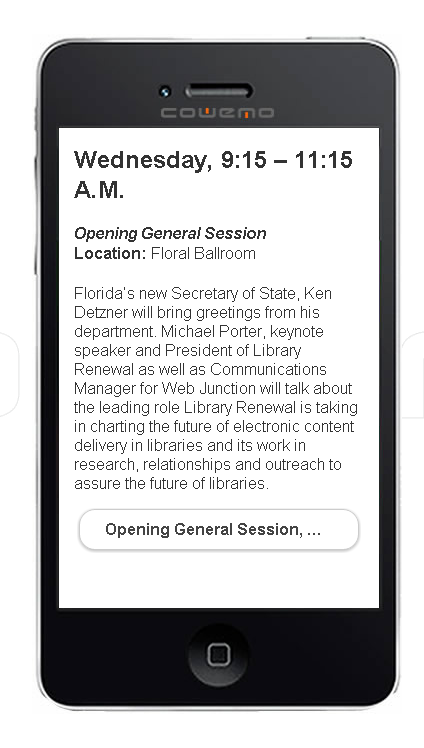 cowemo
Wednesday, 9:15 – 11:15
A.M.
Opening General Session
Location: Floral Ballroom
Florida's new Secretary of State, Ken
Detzner will bring greetings from his
department. Michael Porter, keynote
speaker and President of Library
Renewal as well as Communications
Manager for Web Junction will talk about
the leading role Library Renewal is taking
in charting the future of electronic content
delivery in libraries and its work in
research, relationships and outreach to
assure the future of libraries.
Opening General Session, ...